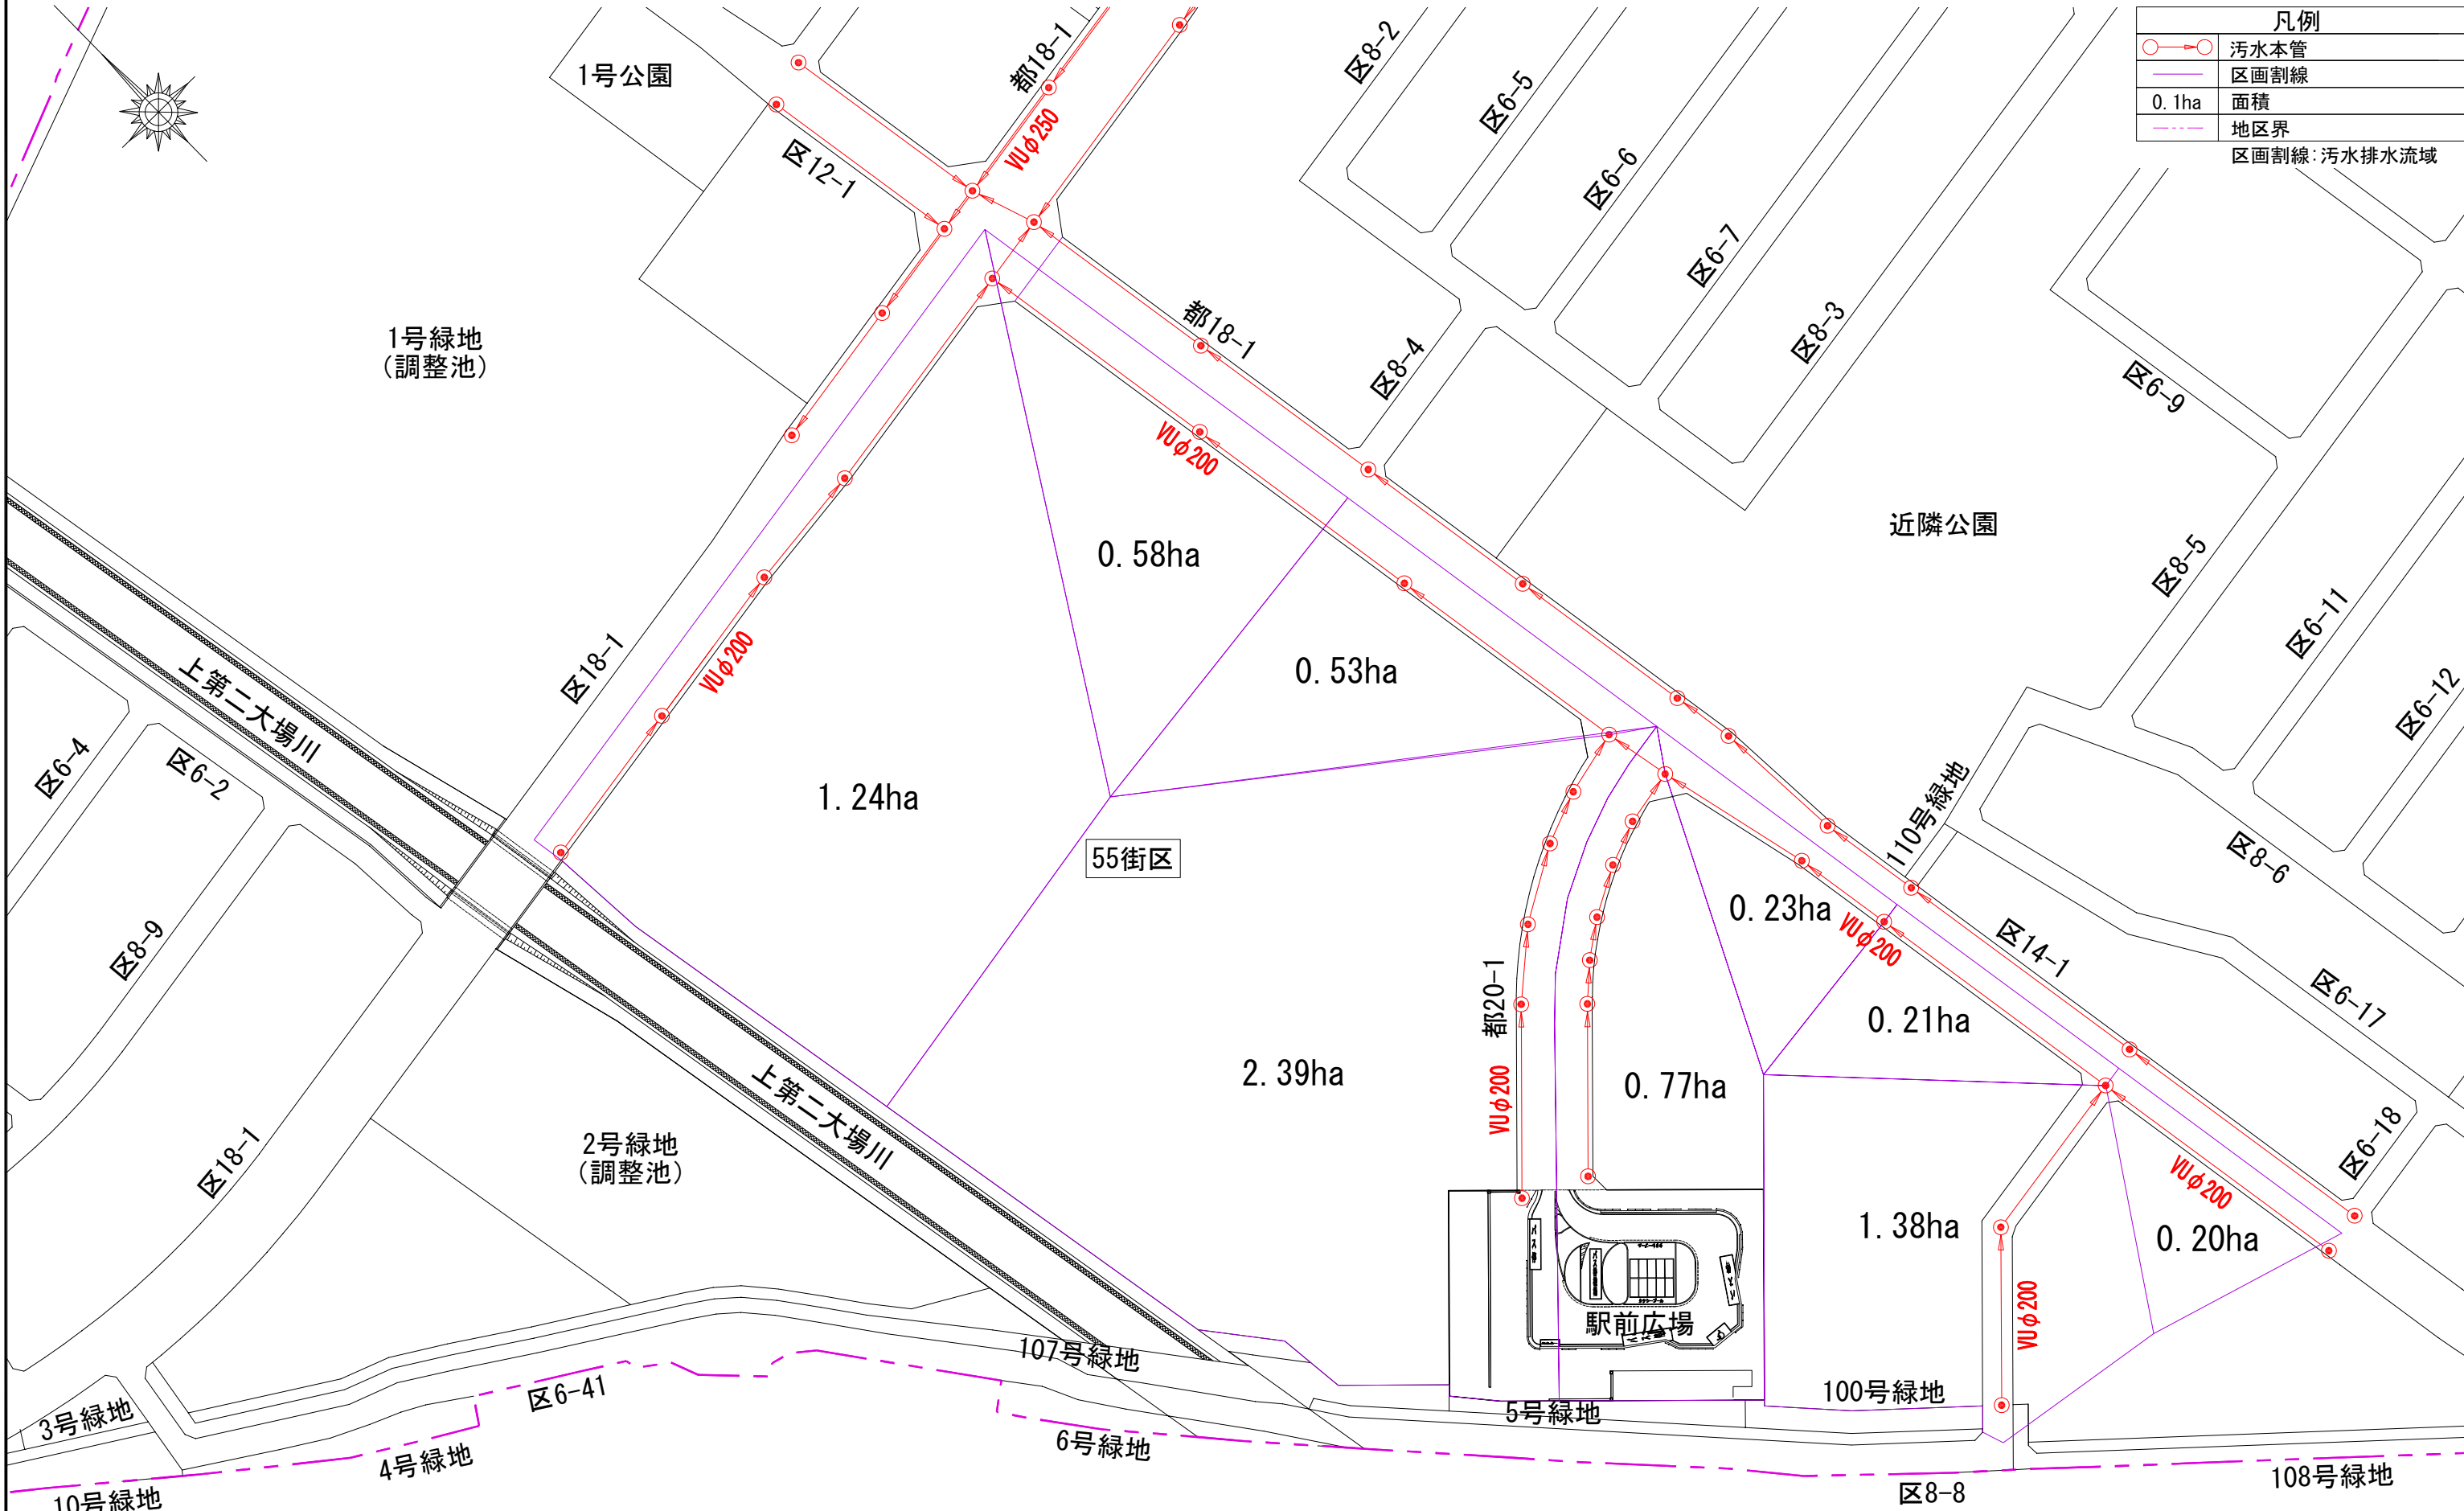 凡例
汚水本管
区画割線
0.1ha 面積
地区界
区画割線:汚水排水流域
1号公園
都18-1
VUφ250
区12-1
区8-2
区6-5
区6-6
区6-7
区8-3
区8-4
都18-1
1号緑地
(調整池)
VUφ200
区6-9
近隣公園
区8-5
区6-11
区6-12
0.58ha
0.53ha
区18-1
VUφ200
上第二大場川
区6-4
区6-2
1.24ha
55街区
110号緑地
区8-6
0.23ha
VUφ200
区14-1
区6-17
区8-9
都20-1
0.21ha
2.39ha
0.77ha
VUφ200
上第二大場川
2号緑地
(調整池)
区18-1
区6-18
VUφ200
1.38ha
0.20ha
駅前広場
VUφ200
107号緑地
区6-41
100号緑地
5号緑地
3号緑地
4号緑地
6号緑地
108号緑地
区8-8
10号緑地